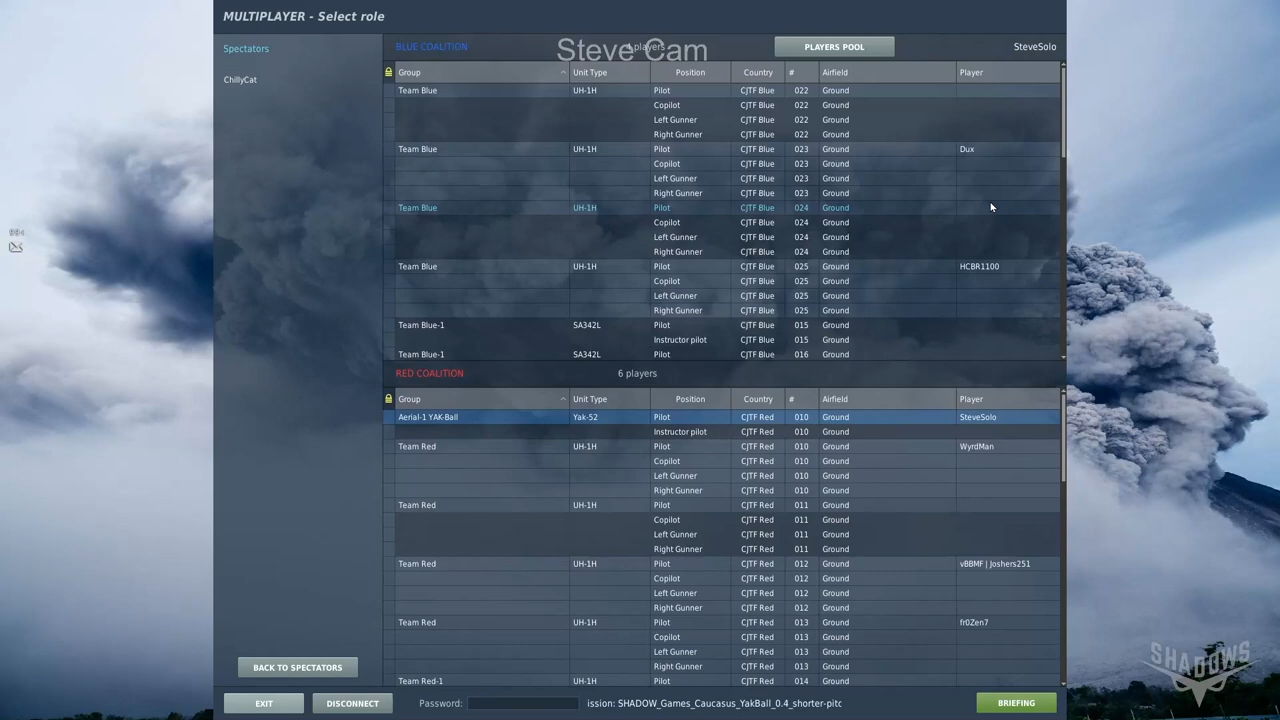 MULTIPLAYER - Select role
Spectators
ChillyCat
BLUE COALITION players PLAYERS POOL SteveSolo
Steve Cam
Group Unit Type Position Country # Airfield Player
Team Blue UH-1H Pilot CJTF Blue 022 Ground
Copilot CJTF Blue 022 Ground
Left Gunner CJTF Blue 022 Ground
Right Gunner CJTF Blue 022 Ground
Team Blue UH-1H Pilot CJTF Blue 023 Ground Dux
Copilot CJTF Blue 023 Ground
Left Gunner CJTF Blue 023 Ground
Right Gunner CJTF Blue 023 Ground
Team Blue UH-1H Pilot CJTF Blue 024 Ground
Copilot CJTF Blue 024 Ground
Left Gunner CJTF Blue 024 Ground
Right Gunner CJTF Blue 024 Ground
Team Blue UH-1H Pilot CJTF Blue 025 Ground HCBR1100
Copilot CJTF Blue 025 Ground
Left Gunner CJTF Blue 025 Ground
Right Gunner CJTF Blue 025 Ground
Team Blue-1 SA342L Pilot CJTF Blue 015 Ground
Instructor pilot CJTF Blue 015 Ground
Team Blue-1 SA342L Pilot CJTF Blue 016 Ground
RED COALITION 6 players
Group Unit Type Position Country # Airfield Player
Aerial-1 YAK-Ball Yak-52 Pilot CJTF Red 010 Ground SteveSolo
Instructor pilot CJTF Red 010 Ground
Team Red UH-1H Pilot CJTF Red 010 Ground WyrdMan
Copilot CJTF Red 010 Ground
Left Gunner CJTF Red 010 Ground
Right Gunner CJTF Red 010 Ground
Team Red UH-1H Pilot CJTF Red 011 Ground
Copilot CJTF Red 011 Ground
Left Gunner CJTF Red 011 Ground
Right Gunner CJTF Red 011 Ground
Team Red UH-1H Pilot CJTF Red 012 Ground vBBMF | Joshers251
Copilot CJTF Red 012 Ground
Left Gunner CJTF Red 012 Ground
Right Gunner CJTF Red 012 Ground
Team Red UH-1H Pilot CJTF Red 013 Ground fr0Zen7
Copilot CJTF Red 013 Ground
Left Gunner CJTF Red 013 Ground
Right Gunner CJTF Red 013 Ground
Team Red-1 UH-1H Pilot CJTF Red 014 Ground
BACK TO SPECTATORS
EXIT DISCONNECT Password: ission: SHADOW_Games_Caucasus_YakBall_0.4_shorter-pitc BRIEFING
SHADOWS